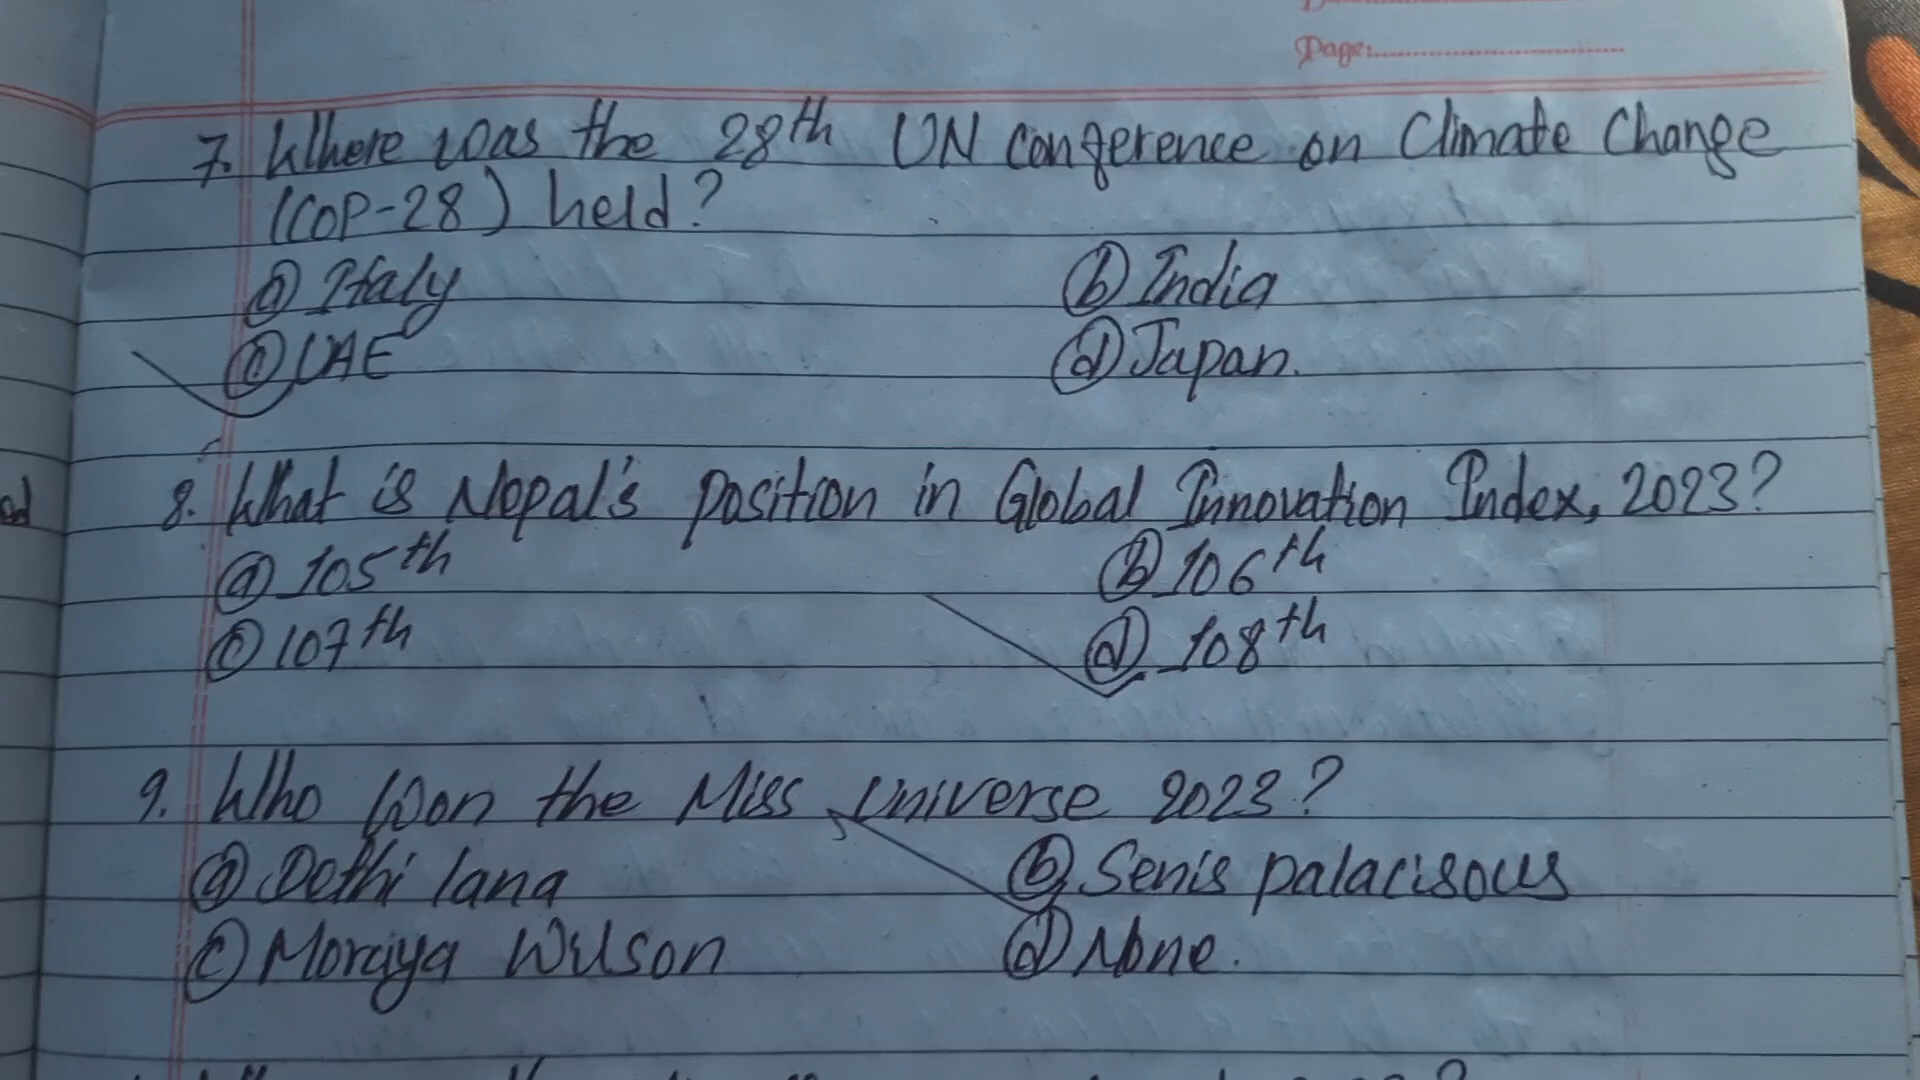 Page:
7. Where was the 28th UN Conference on Climate Change
(COP-28) held?
(a) Italy (b) India
(c) UAE (d) Japan.
8. What is Nepal's position in Global Innovation Index, 2023?
(a) 105th (b) 106th
(c) 107th (d) 108th
9. Who won the Miss Universe 2023?
(a) Dethi lana (b) Senis palacisous
(c) Moraya Wilson (d) None.